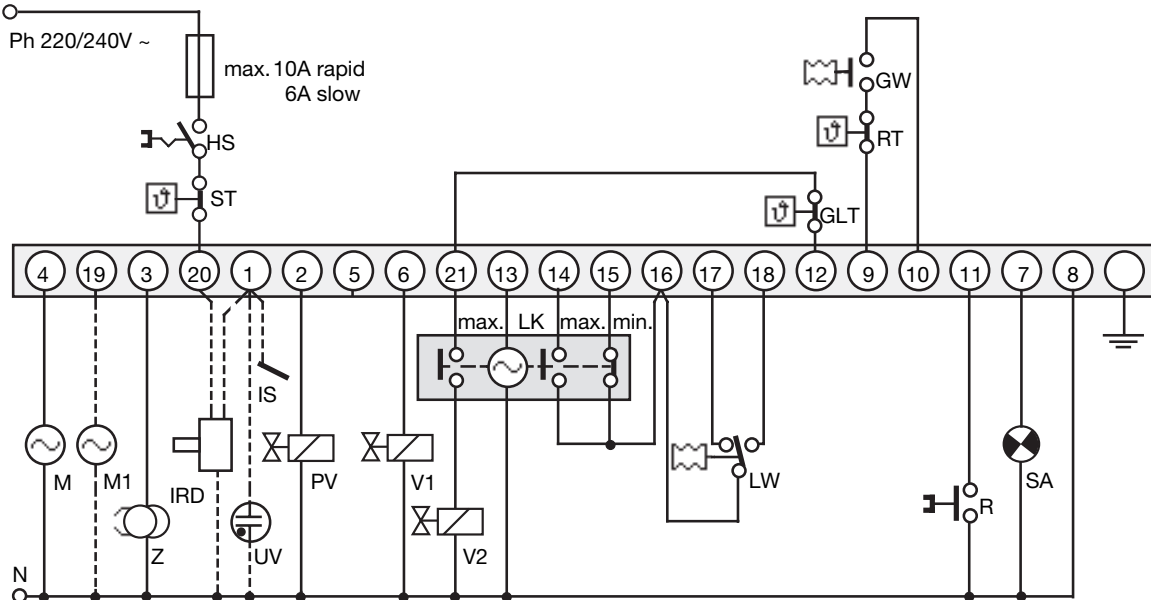 Ph 220/240V ~
max. 10A rapid
6A slow
HS
ST
GW
RT
GLT
4 19 3 20 1 2 5 6 21 13 14 15 16 17 18 12 9 10 11 7 8
max. LK max. min.
IS
M M1 IRD PV V1 LW R SA
Z UV V2
N